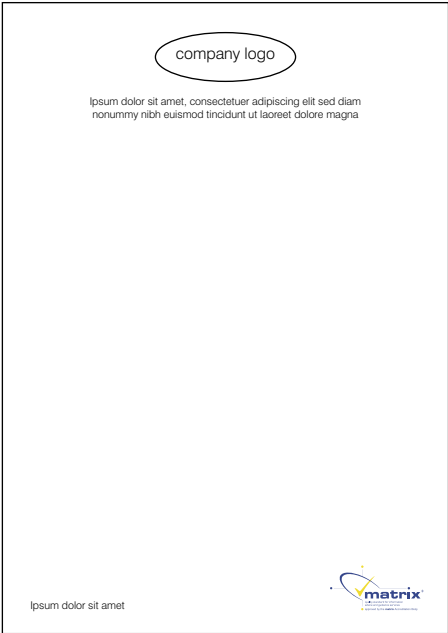 company logo
Ipsum dolor sit amet, consectetuer adipiscing elit sed diam
nonummy nibh euismod tincidunt ut laoreet dolore magna
matrix
Ipsum dolor sit amet